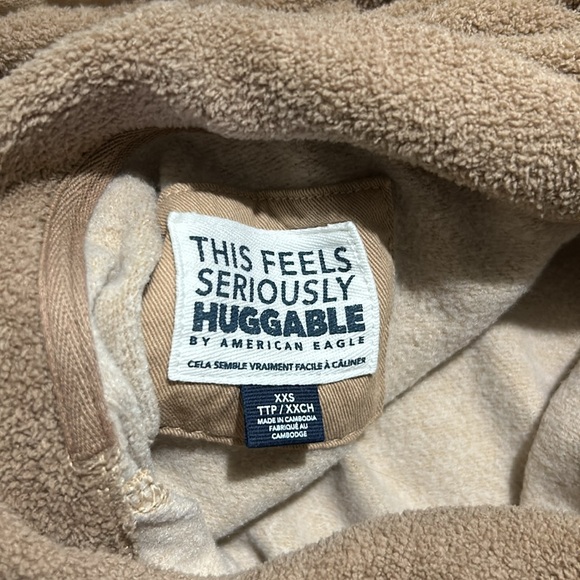 THIS FEELS
SERIOUSLY
HUGGABLE
BY AMERICAN EAGLE
CELA SEMBLE VRAIMENT FACILE À CÂLINER
XXS
TTP / XXCH
MADE IN CAMBODIA
FABRIQUÉ AU
CAMBODGE